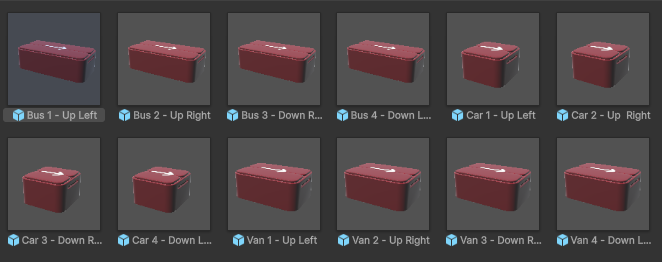 Bus 1 - Up Left
Bus 2 - Up Right
Bus 3 - Down R...
Bus 4 - Down L...
Car 1 - Up Left
Car 2 - Up  Right
Car 3 - Down R...
Car 4 - Down L...
Van 1 - Up Left
Van 2 - Up Right
Van 3 - Down R...
Van 4 - Down L...